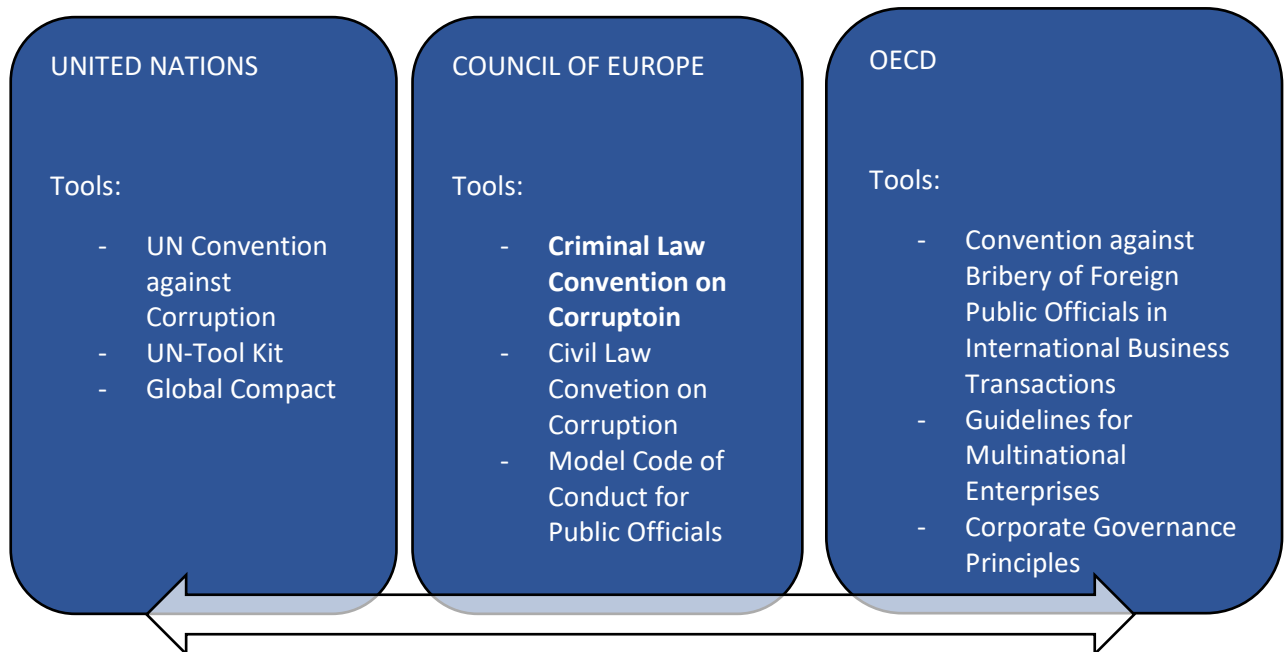 UNITED NATIONS
Tools:
- UN Convention
against
Corruption
- UN-Tool Kit
- Global Compact
COUNCIL OF EUROPE
Tools:
- Criminal Law
Convention on
Corruptoin
- Civil Law
Convetion on
Corruption
- Model Code of
Conduct for
Public Officials
OECD
Tools:
- Convention against
Bribery of Foreign
Public Officials in
International Business
Transactions
- Guidelines for
Multinational
Enterprises
- Corporate Governance
Principles